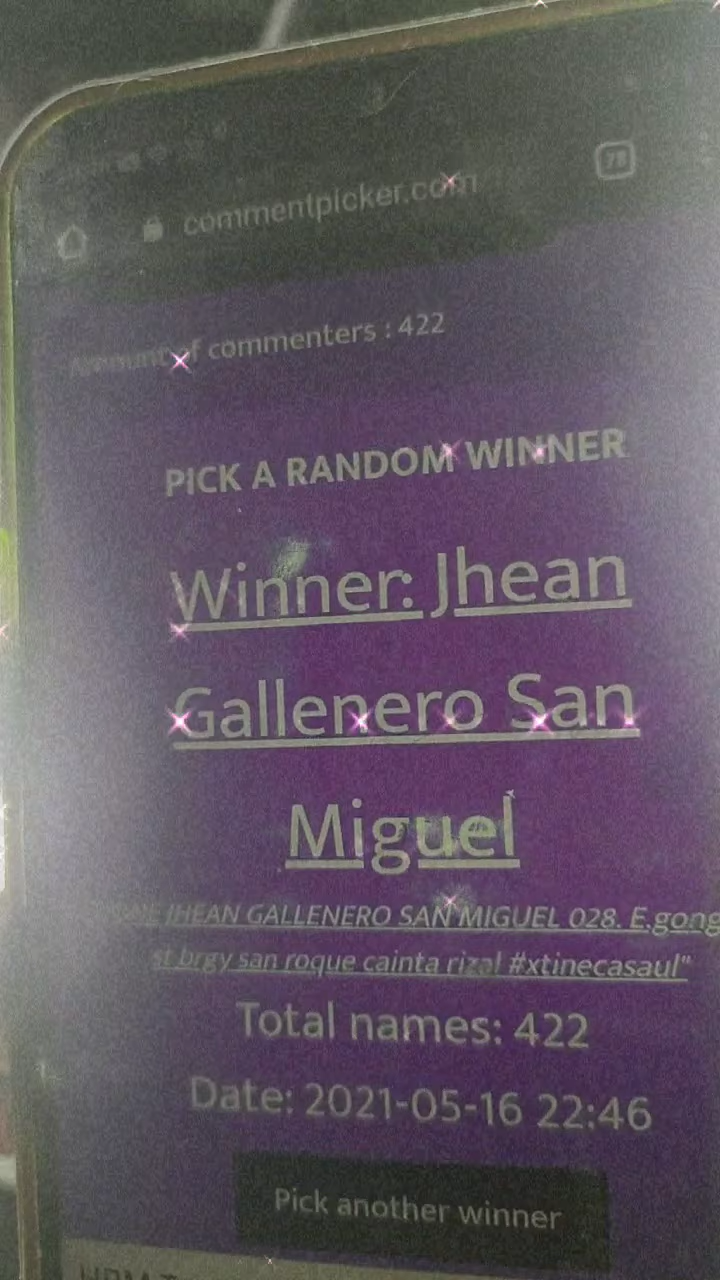 78
commentpicker.com
Amount of commenters : 422
PICK A RANDOM WINNER
Winner: Jhean
Gallenero San
Miguel
JHEAN GALLENERO SAN MIGUEL 028. E.gong
st brgy san roque cainta rizal #xtinecasaul"
Total names: 422
Date: 2021-05-16 22:46
Pick another winner